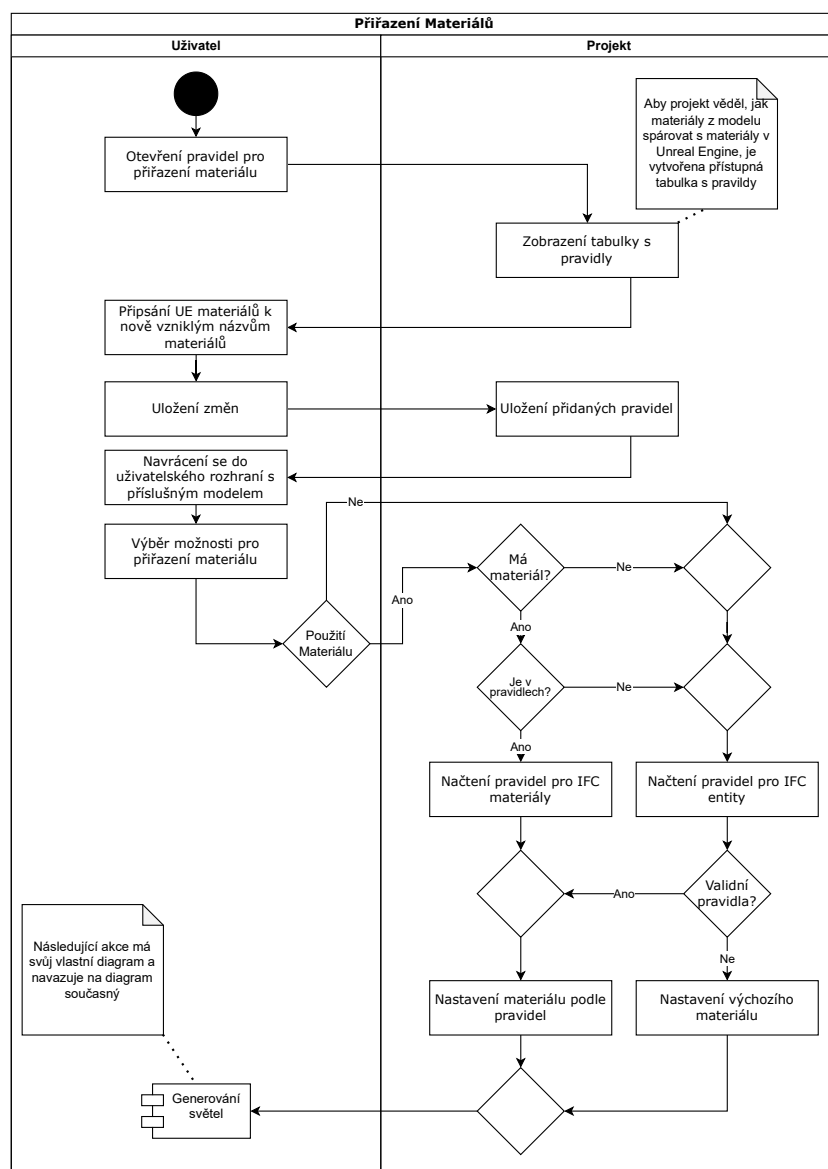 Přiřazení Materiálů
Uživatel
Projekt
Aby projekt věděl, jak
materiály z modelu
spárovat s materiály v
Unreal Engine, je
vytvořena přístupná
tabulka s pravildy
Otevření pravidel pro
přiřazení materiálu
Zobrazení tabulky s
pravidly
Připsání UE materiálů k
nově vzniklým názvům
materiálů
Uložení změn
Uložení přidaných pravidel
Navrácení se do
uživatelského rozhraní s
příslušným modelem
Ne
Výběr možnosti pro
přiřazení materiálu
Má
materiál?
Ne
Ano
Ano
Použití
Materiálu
Je v
pravidlech?
Ne
Ano
Načtení pravidel pro IFC
materiály
Načtení pravidel pro IFC
entity
Validní
pravidla?
Ano
Ne
Následující akce má
svůj vlastní diagram a
navazuje na diagram
současný
Nastavení materiálu podle
pravidel
Nastavení výchozího
materiálu
Generování
světel